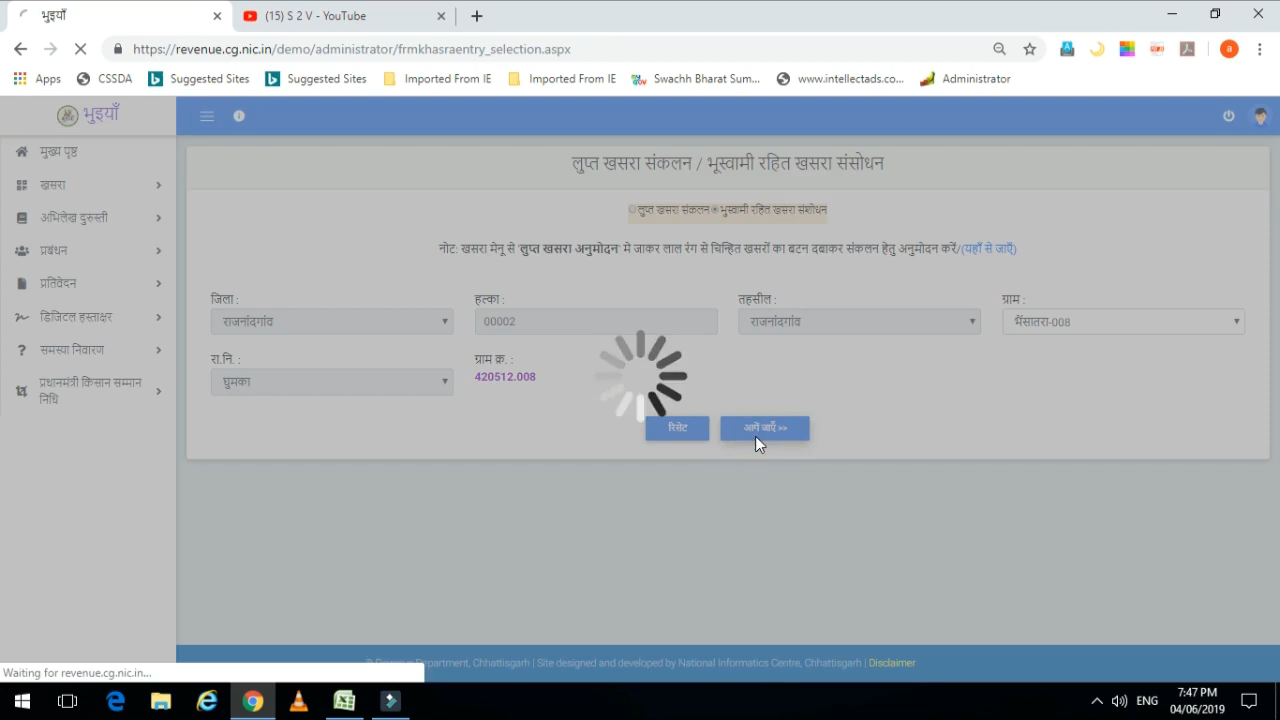 भुइयाँ
(15) S 2 V - YouTube
https://revenue.cg.nic.in/demo/administrator/frmkhasraentry_selection.aspx
a
Apps
CSSDA
Suggested Sites
Suggested Sites
Imported From IE
Imported From IE
Swachh Bharat Sum...
www.intellectads.co...
Administrator
भुइयाँ
मुख्य पृष्ठ
खसरा
अभिलेख दुरुस्ती
प्रबंधन
प्रतिवेदन
डिजिटल हस्ताक्षर
समस्या निवारण
प्रधानमंत्री किसान सम्मान
निधि
लुप्त खसरा संकलन / भूस्वामी रहित खसरा संसोधन
लुप्त खसरा संकलन भूस्वामी रहित खसरा संशोधन
नोट: खसरा मेनू से 'लुप्त खसरा अनुमोदन' मे जाकर लाल रंग से चिन्हित खसरों का बटन दबाकर संकलन हेतु अनुमोदन करें/(यहाँ से जाएँ)
जिला : हल्का : तहसील : ग्राम :
राजनांदगांव 00002 राजनांदगांव भैंसातरा-008
रा.नि. : ग्राम क्र. :
घुमका 420512.008
रिसेट आगें जाएँ >>
Department, Chhattisgarh | Site designed and developed by National Informatics Centre, Chhattisgarh | Disclaimer
Waiting for revenue.cg.nic.in...
ENG
7:47 PM
04/06/2019